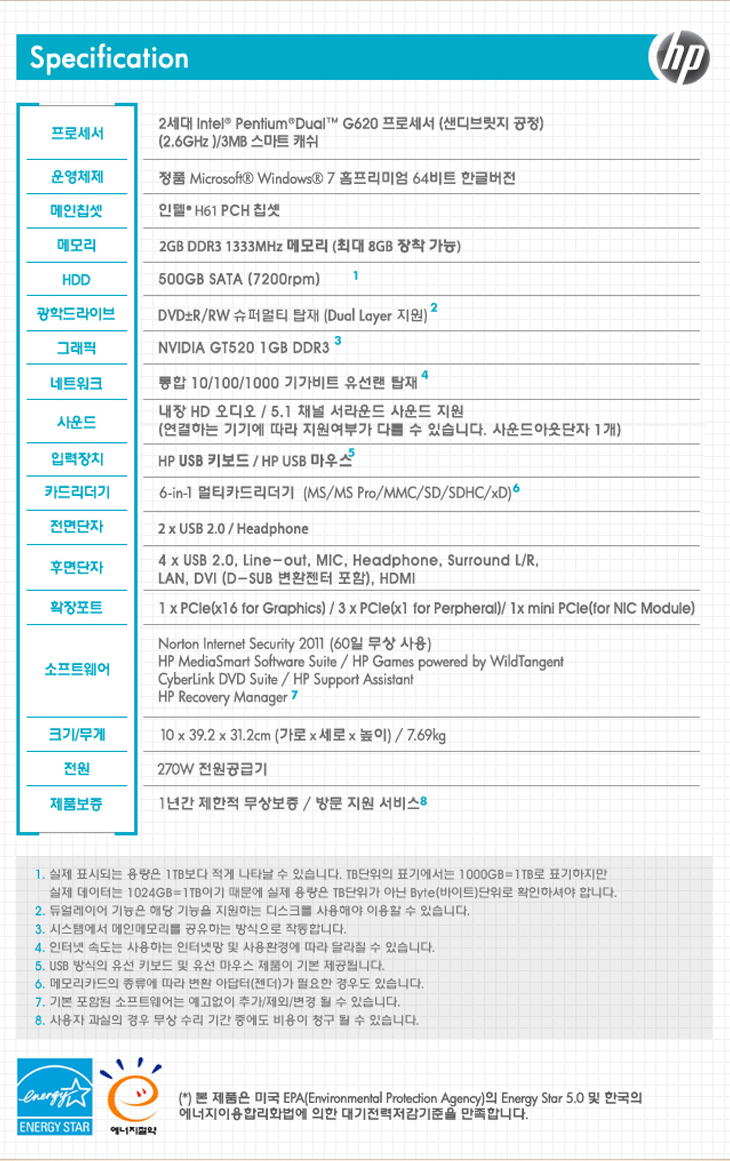 Specification
hp
프로세서
2세대 Intel® Pentium®Dual™ G620 프로세서 (샌디브릿지 공정)
(2.6GHz )/3MB 스마트 캐쉬
운영체제
정품 Microsoft® Windows® 7 홈프리미엄 64비트 한글버전
메인칩셋
인텔® H61 PCH 칩셋
메모리
2GB DDR3 1333MHz 메모리 (최대 8GB 장착 가능)
HDD
500GB SATA (7200rpm) 1
광학드라이브
DVD±R/RW 슈퍼멀티 탑재 (Dual Layer 지원) 2
그래픽
NVIDIA GT520 1GB DDR3 3
네트워크
통합 10/100/1000 기가비트 유선랜 탑재 4
사운드
내장 HD 오디오 / 5.1 채널 서라운드 사운드 지원
(연결하는 기기에 따라 지원여부가 다를 수 있습니다. 사운드아웃단자 1개)
입력장치
HP USB 키보드 / HP USB 마우스5
카드리더기
6-in-1 멀티카드리더기 (MS/MS Pro/MMC/SD/SDHC/xD)6
전면단자
2 x USB 2.0 / Headphone
후면단자
4 x USB 2.0, Line-out, MIC, Headphone, Surround L/R,
LAN, DVI (D-SUB 변환젠터 포함), HDMI
확장포트
1 x PCIe(x16 for Graphics) / 3 x PCIe(x1 for Perpheral)/ 1x mini PCIe(for NIC Module)
소프트웨어
Norton Internet Security 2011 (60일 무상 사용)
HP MediaSmart Software Suite / HP Games powered by WildTangent
CyberLink DVD Suite / HP Support Assistant
HP Recovery Manager 7
크기/무게
10 x 39.2 x 31.2cm (가로 x 세로 x 높이) / 7.69kg
전원
270W 전원공급기
제품보증
1년간 제한적 무상보증 / 방문 지원 서비스8
1. 실제 표시되는 용량은 1TB보다 적게 나타날 수 있습니다. TB단위의 표기에서는 1000GB=1TB로 표기하지만
실제 데이터는 1024GB=1TB이기 때문에 실제 용량은 TB단위가 아닌 Byte(바이트)단위로 확인하셔야 합니다.
2. 듀얼레이어 기능은 해당 기능을 지원하는 디스크를 사용해야 이용할 수 있습니다.
3. 시스템에서 메인메모리를 공유하는 방식으로 작동합니다.
4. 인터넷 속도는 사용하는 인터넷망 및 사용환경에 따라 달라질 수 있습니다.
5. USB 방식의 유선 키보드 및 유선 마우스 제품이 기본 제공됩니다.
6. 메모리카드의 종류에 따라 변환 아답터(젠더)가 필요한 경우도 있습니다.
7. 기본 포함된 소프트웨어는 예고없이 추가/제외/변경 될 수 있습니다.
8. 사용자 과실의 경우 무상 수리 기간 중에도 비용이 청구 될 수 있습니다.
energy
ENERGY STAR
에너지절약
(*) 본 제품은 미국 EPA(Environmental Protection Agency)의 Energy Star 5.0 및 한국의
에너지이용합리화법에 의한 대기전력저감기준을 만족합니다.